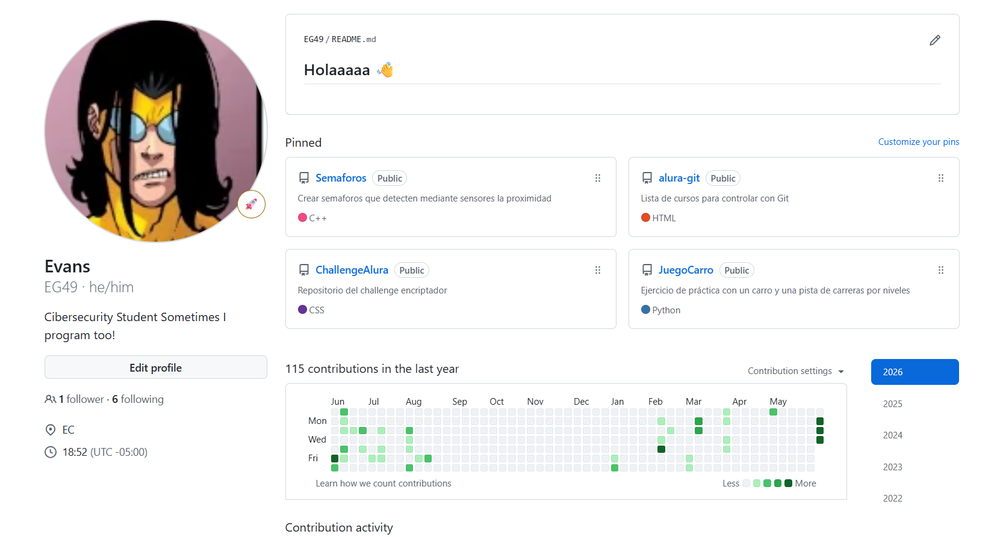 EG49 / README.md
Holaaaaa 👋
Evans
EG49 · he/him
Cibersecurity Student Sometimes I
program too!
Edit profile
1 follower · 6 following
EC
18:52 (UTC -05:00)
Pinned
Customize your pins
Semaforos Public
Crear semaforos que detecten mediante sensores la proximidad
C++
alura-git Public
Lista de cursos para controlar con Git
HTML
ChallengeAlura Public
Repositorio del challenge encriptador
CSS
JuegoCarro Public
Ejercicio de práctica con un carro y una pista de carreras por niveles
Python
115 contributions in the last year
Contribution settings
Jun Jul Aug Sep Oct Nov Dec Jan Feb Mar Apr May
Mon
Wed
Fri
Learn how we count contributions
Less More
2026
2025
2024
2023
2022
Contribution activity